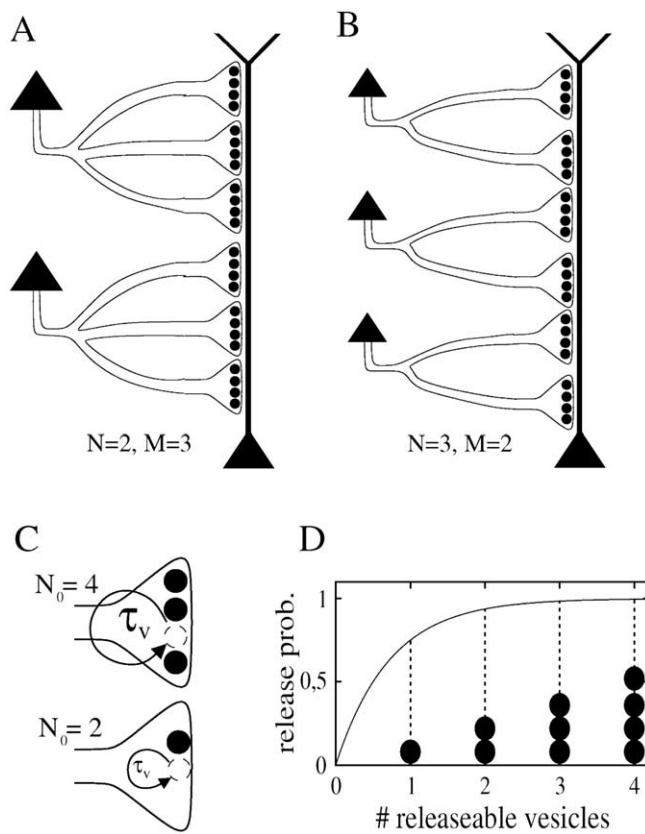 A
B
N=2, M=3
N=3, M=2
C
N₀= 4
τᵥ
N₀= 2
τᵥ
D
release prob.
1
0,5
0
0 1 2 3 4
# releaseable vesicles